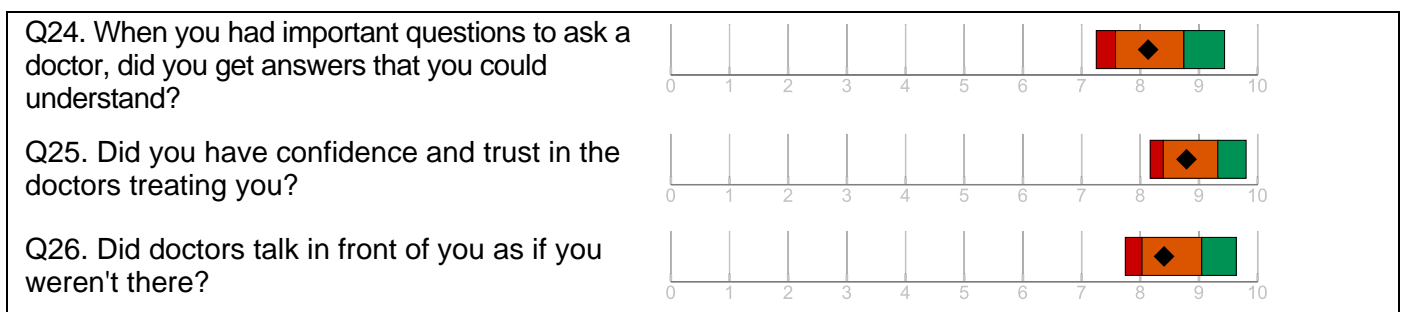 Q24. When you had important questions to ask a
doctor, did you get answers that you could
understand?
0 1 2 3 4 5 6 7 8 9 10
Q25. Did you have confidence and trust in the
doctors treating you?
0 1 2 3 4 5 6 7 8 9 10
Q26. Did doctors talk in front of you as if you
weren't there?
0 1 2 3 4 5 6 7 8 9 10